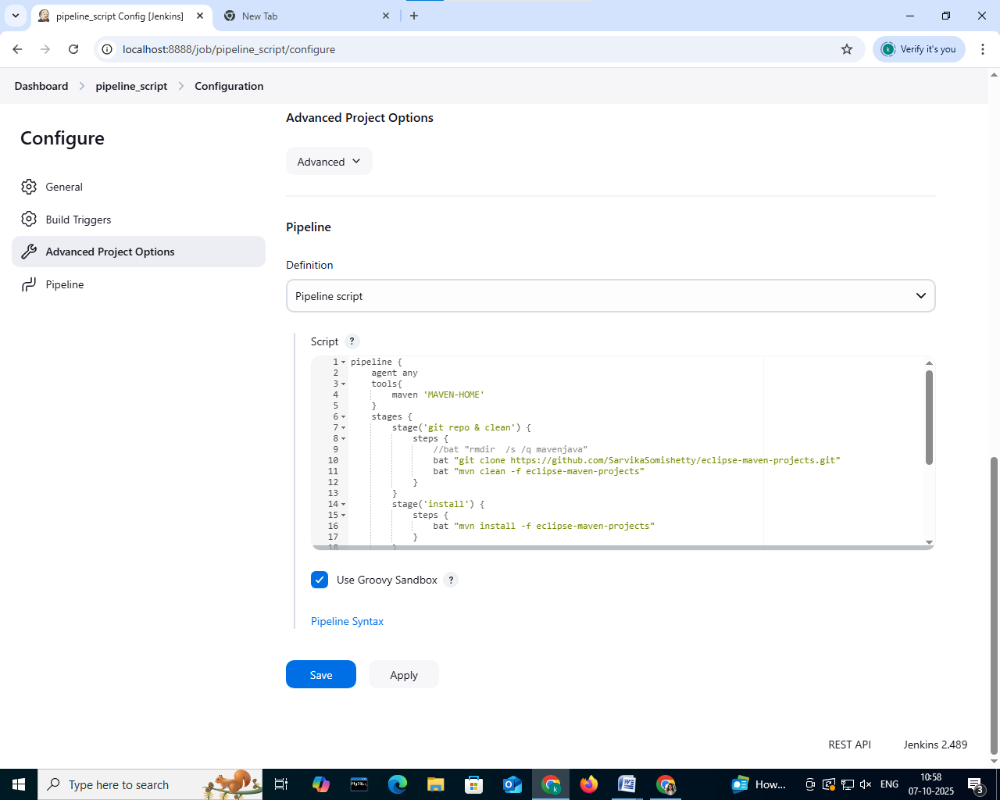 pipeline_script Config [Jenkins]
New Tab
localhost:8888/job/pipeline_script/configure
Verify it's you
Dashboard
pipeline_script
Configuration
Configure
General
Build Triggers
Advanced Project Options
Pipeline
Advanced Project Options
Advanced
Pipeline
Definition
Pipeline script
Script ?
1 pipeline {
2 agent any
3 tools{
4 maven 'MAVEN-HOME'
5 }
6 stages {
7 stage('git repo & clean') {
8 steps {
9 //bat "rmdir  /s /q mavenjava"
10 bat "git clone https://github.com/SarvikaSomishetty/eclipse-maven-projects.git"
11 bat "mvn clean -f eclipse-maven-projects"
12 }
13 }
14 stage('install') {
15 steps {
16 bat "mvn install -f eclipse-maven-projects"
17 }
18 }
Use Groovy Sandbox ?
Pipeline Syntax
Save
Apply
REST API
Jenkins 2.489
Type here to search
How...
ENG
10:58
07-10-2025
3